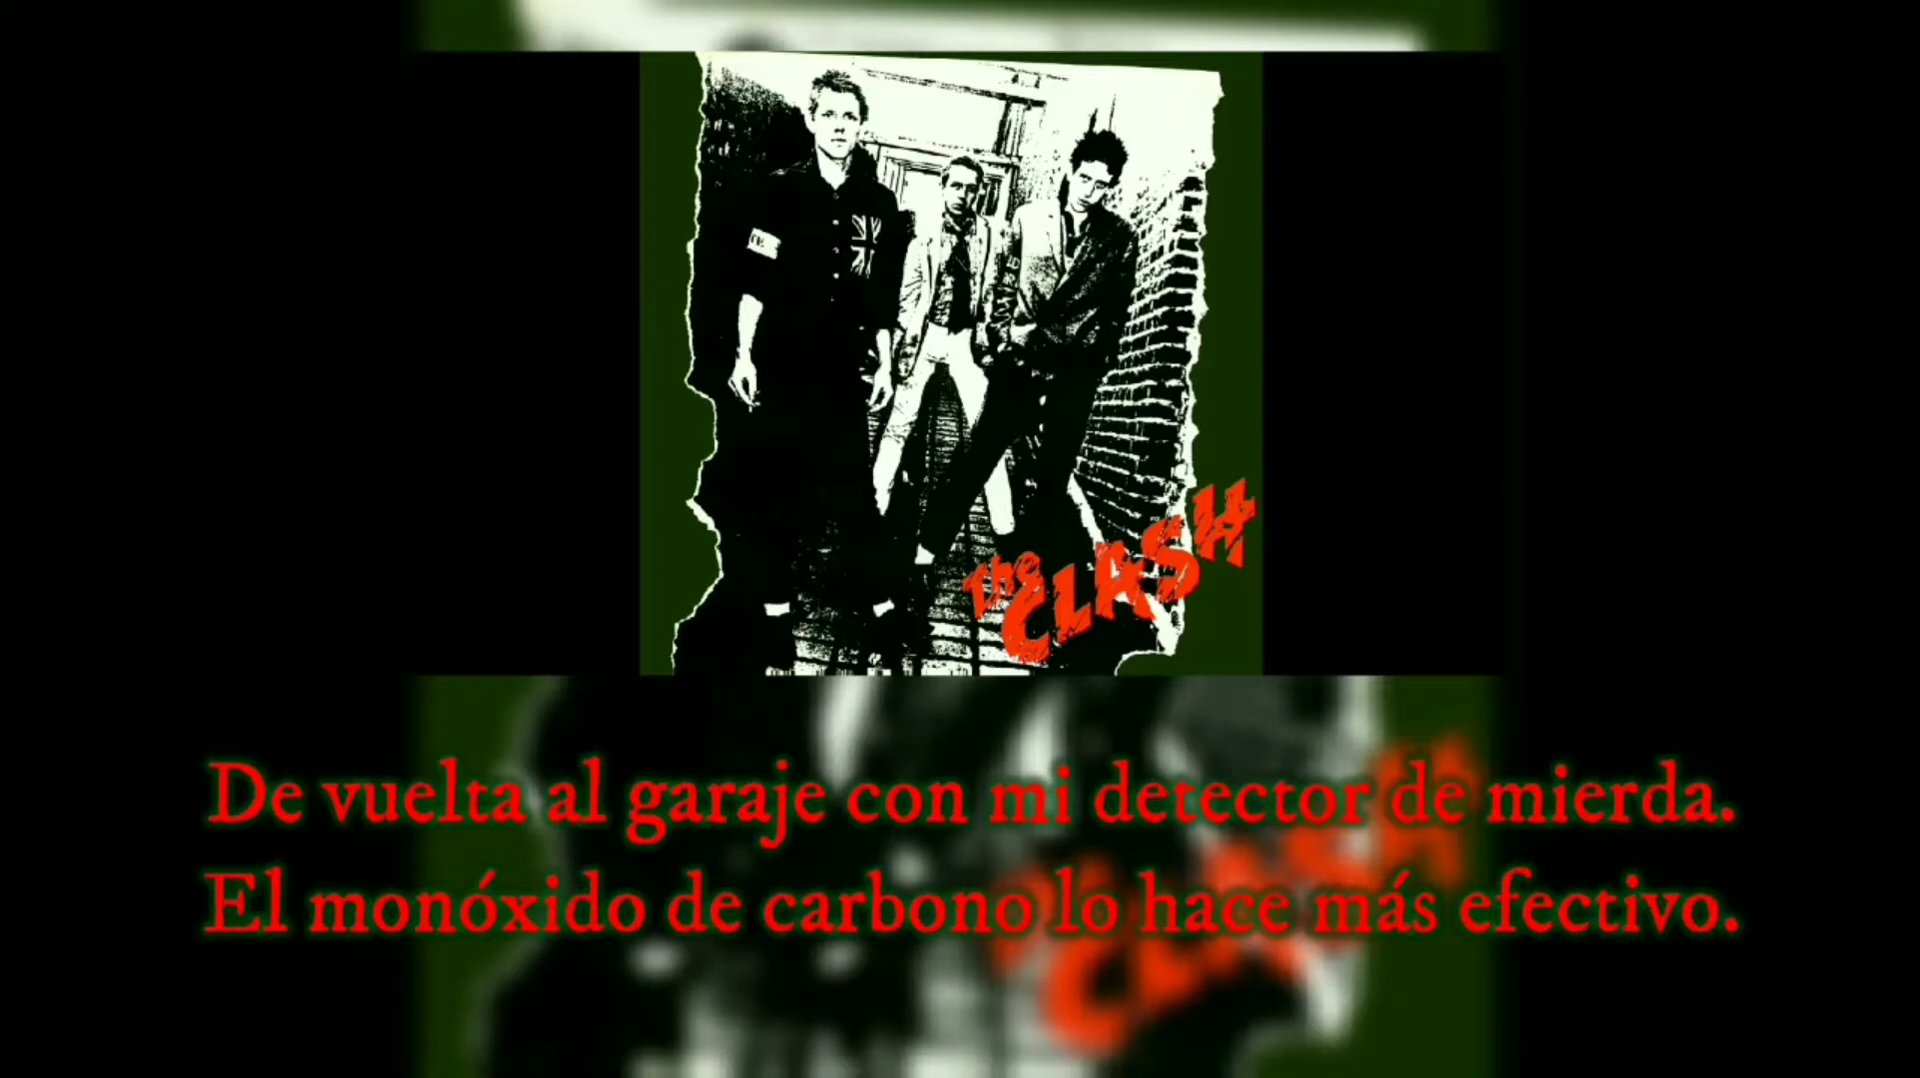 The CLASH
De vuelta al garaje con mi detector de mierda.
El monóxido de carbono lo hace más efectivo.